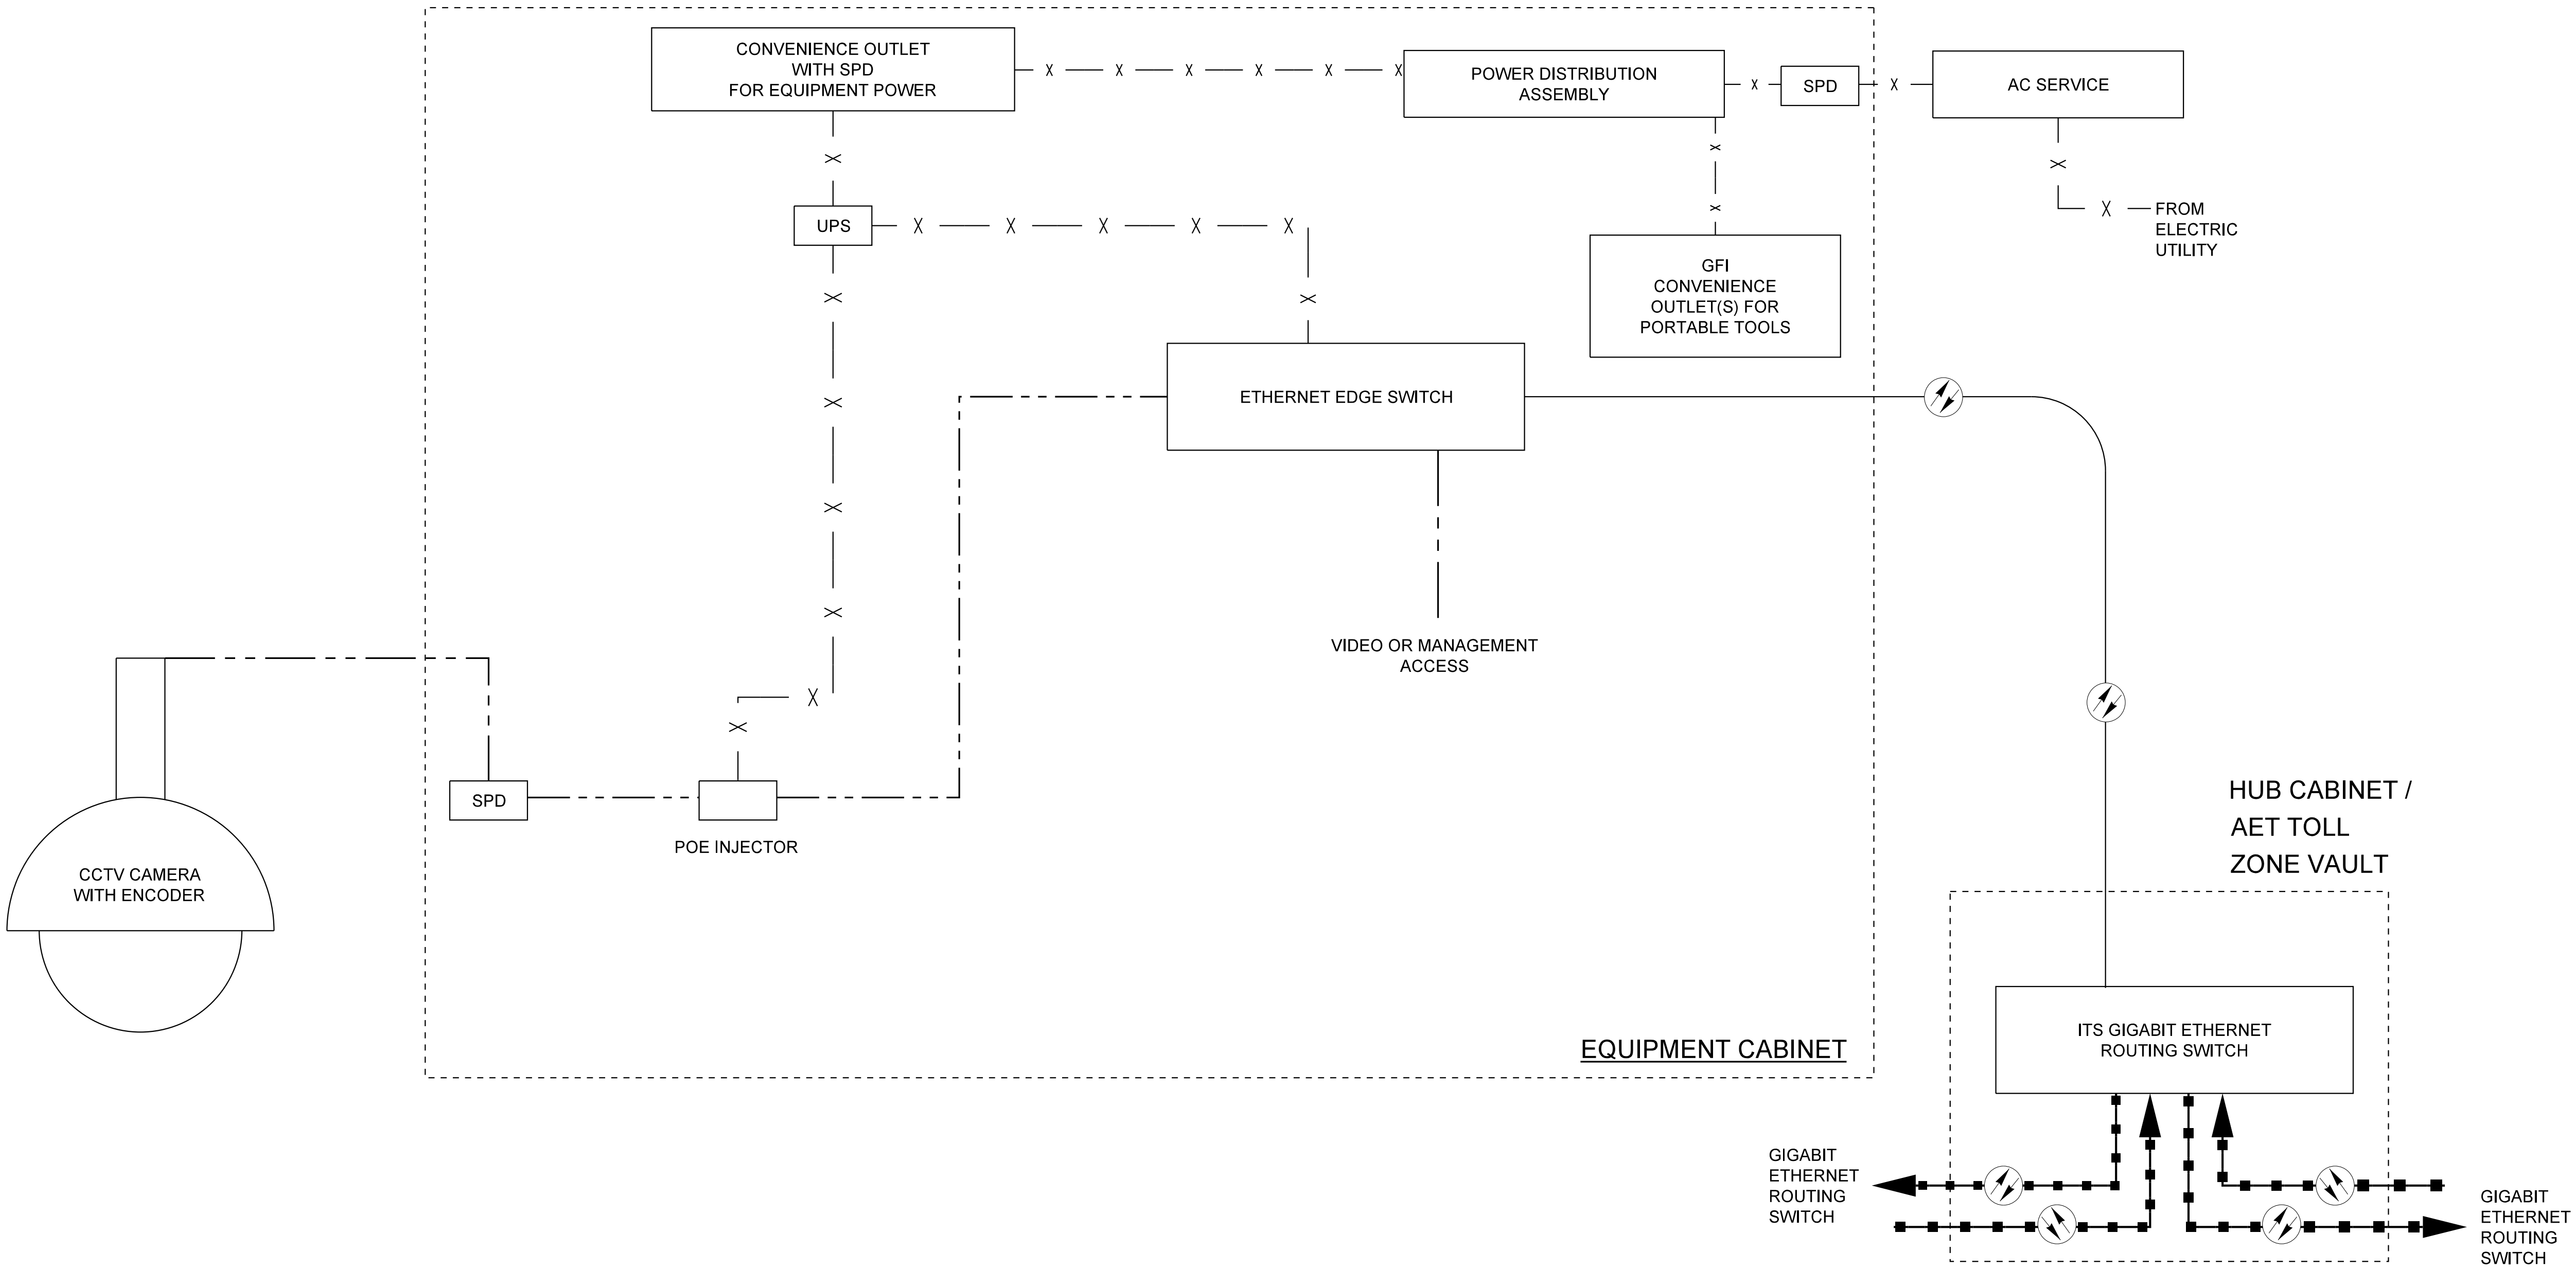 CONVENIENCE OUTLET
WITH SPD
FOR EQUIPMENT POWER
POWER DISTRIBUTION
ASSEMBLY
SPD
AC SERVICE
UPS
FROM
ELECTRIC
UTILITY
GFI
CONVENIENCE
OUTLET(S) FOR
PORTABLE TOOLS
ETHERNET EDGE SWITCH
VIDEO OR MANAGEMENT
ACCESS
SPD
POE INJECTOR
CCTV CAMERA
WITH ENCODER
HUB CABINET /
AET TOLL
ZONE VAULT
EQUIPMENT CABINET
ITS GIGABIT ETHERNET
ROUTING SWITCH
GIGABIT
ETHERNET
ROUTING
SWITCH
GIGABIT
ETHERNET
ROUTING
SWITCH